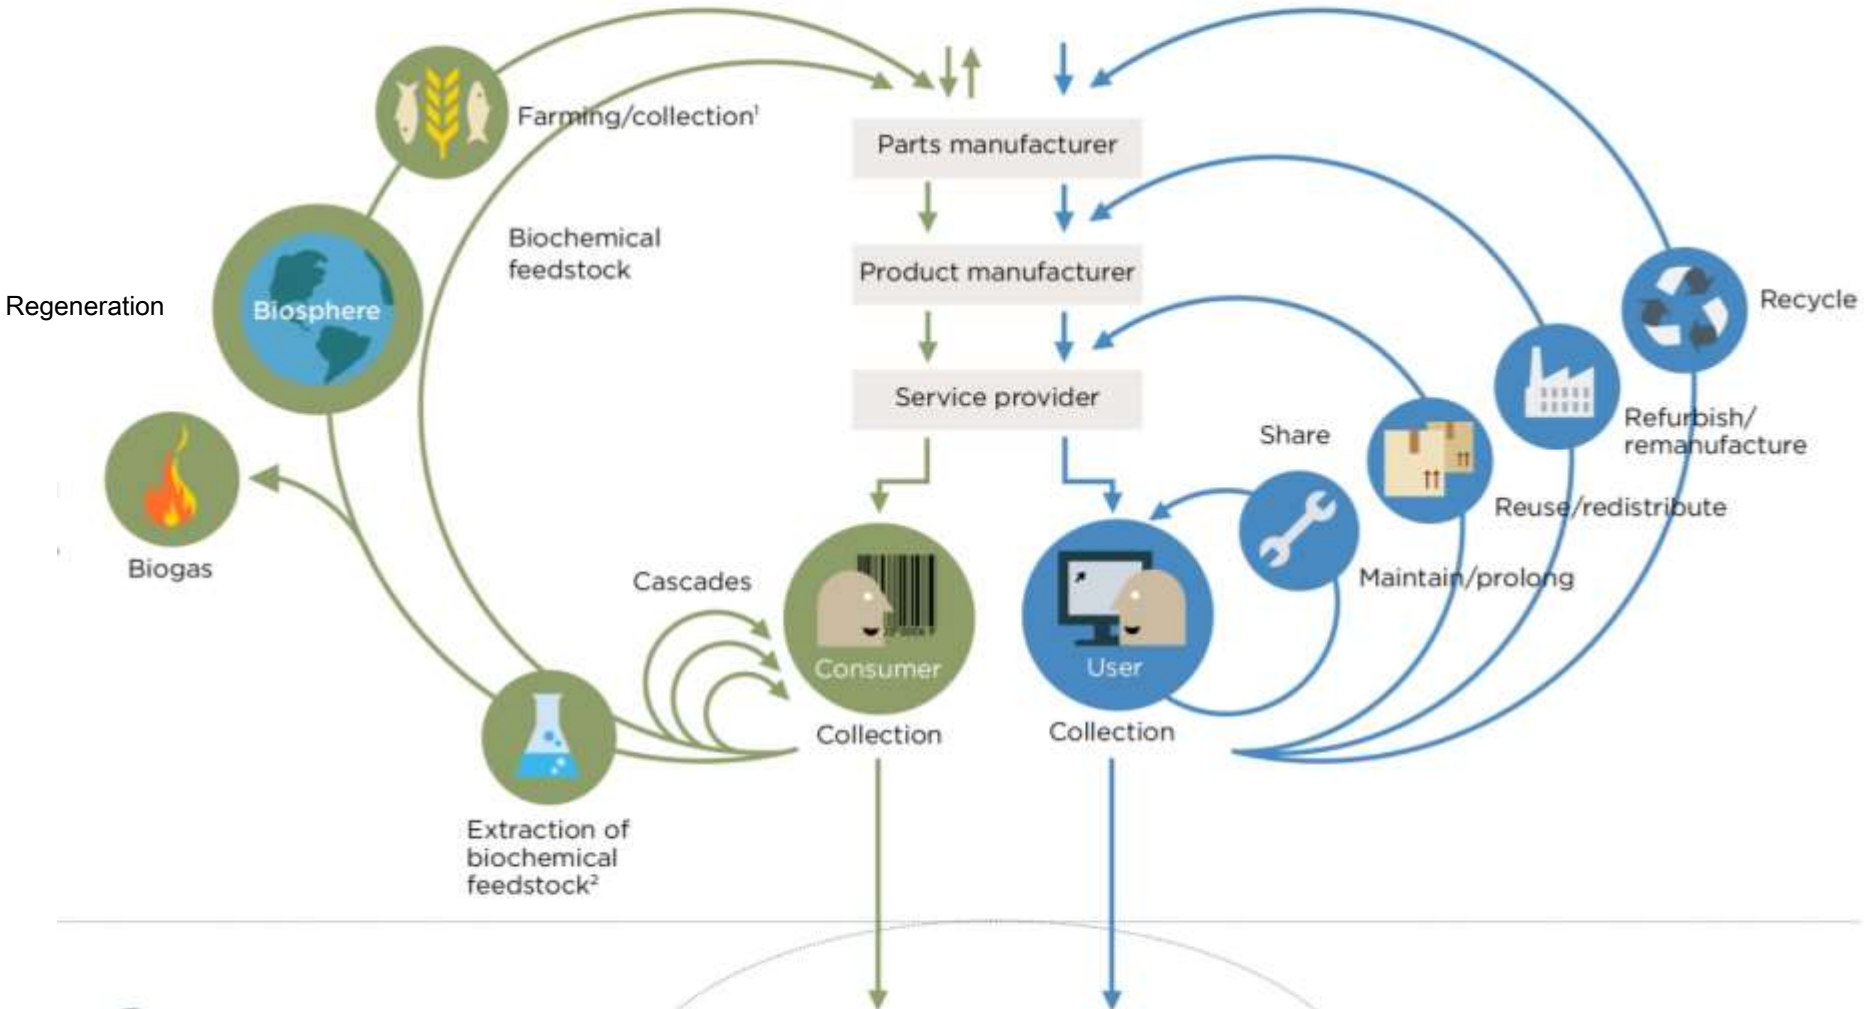 Farming/collection¹
Parts manufacturer
Biochemical
feedstock
Product manufacturer
Regeneration
Biosphere
Recycle
Service provider
Refurbish/
remanufacture
Share
Reuse/redistribute
Biogas
Cascades
Maintain/prolong
Consumer
User
Collection
Collection
Extraction of
biochemical
feedstock²